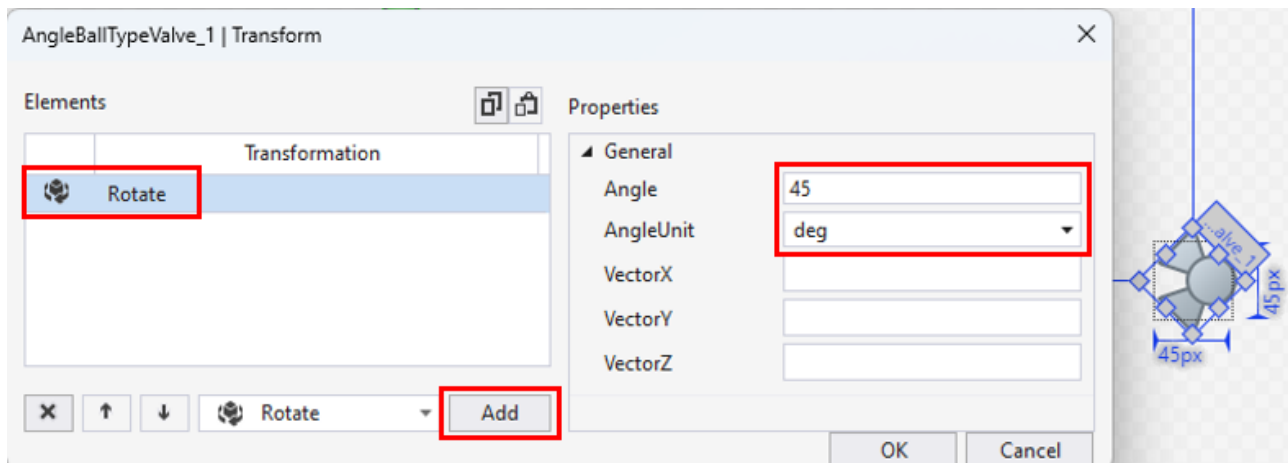 AngleBallTypeValve_1 | Transform
Elements
Properties
Transformation
Rotate
General
Angle
45
AngleUnit
deg
VectorX
VectorY
VectorZ
Rotate
Add
OK
Cancel
...alve_1
45px
45px